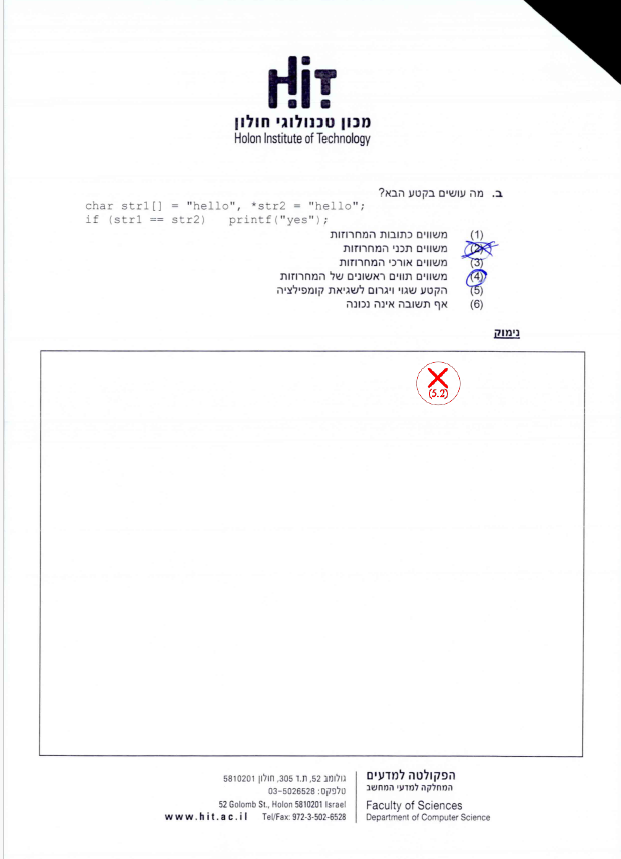 HiT
מכון טכנולוגי חולון
Holon Institute of Technology
ב. מה עושים בקטע הבא?
char str1[] = "hello", *str2 = "hello";
if (str1 == str2) printf("yes");
(1) משווים כתובות המחרוזות
(2) משווים תכני המחרוזות
(3) משווים אורכי המחרוזות
(4) משווים תווים ראשונים של המחרוזות
(5) הקטע שגוי ויגרום לשגיאת קומפילציה
(6) אף תשובה אינה נכונה
נימוק
(5.2)
הפקולטה למדעים
המחלקה למדעי המחשב
Faculty of Sciences
Department of Computer Science
גולומב 52, ת.ד 305, חולון 5810201
טלפקס: 03-5026528
52 Golomb St., Holon 5810201 Israel
www.hit.ac.il Tel/Fax: 972-3-502-6528